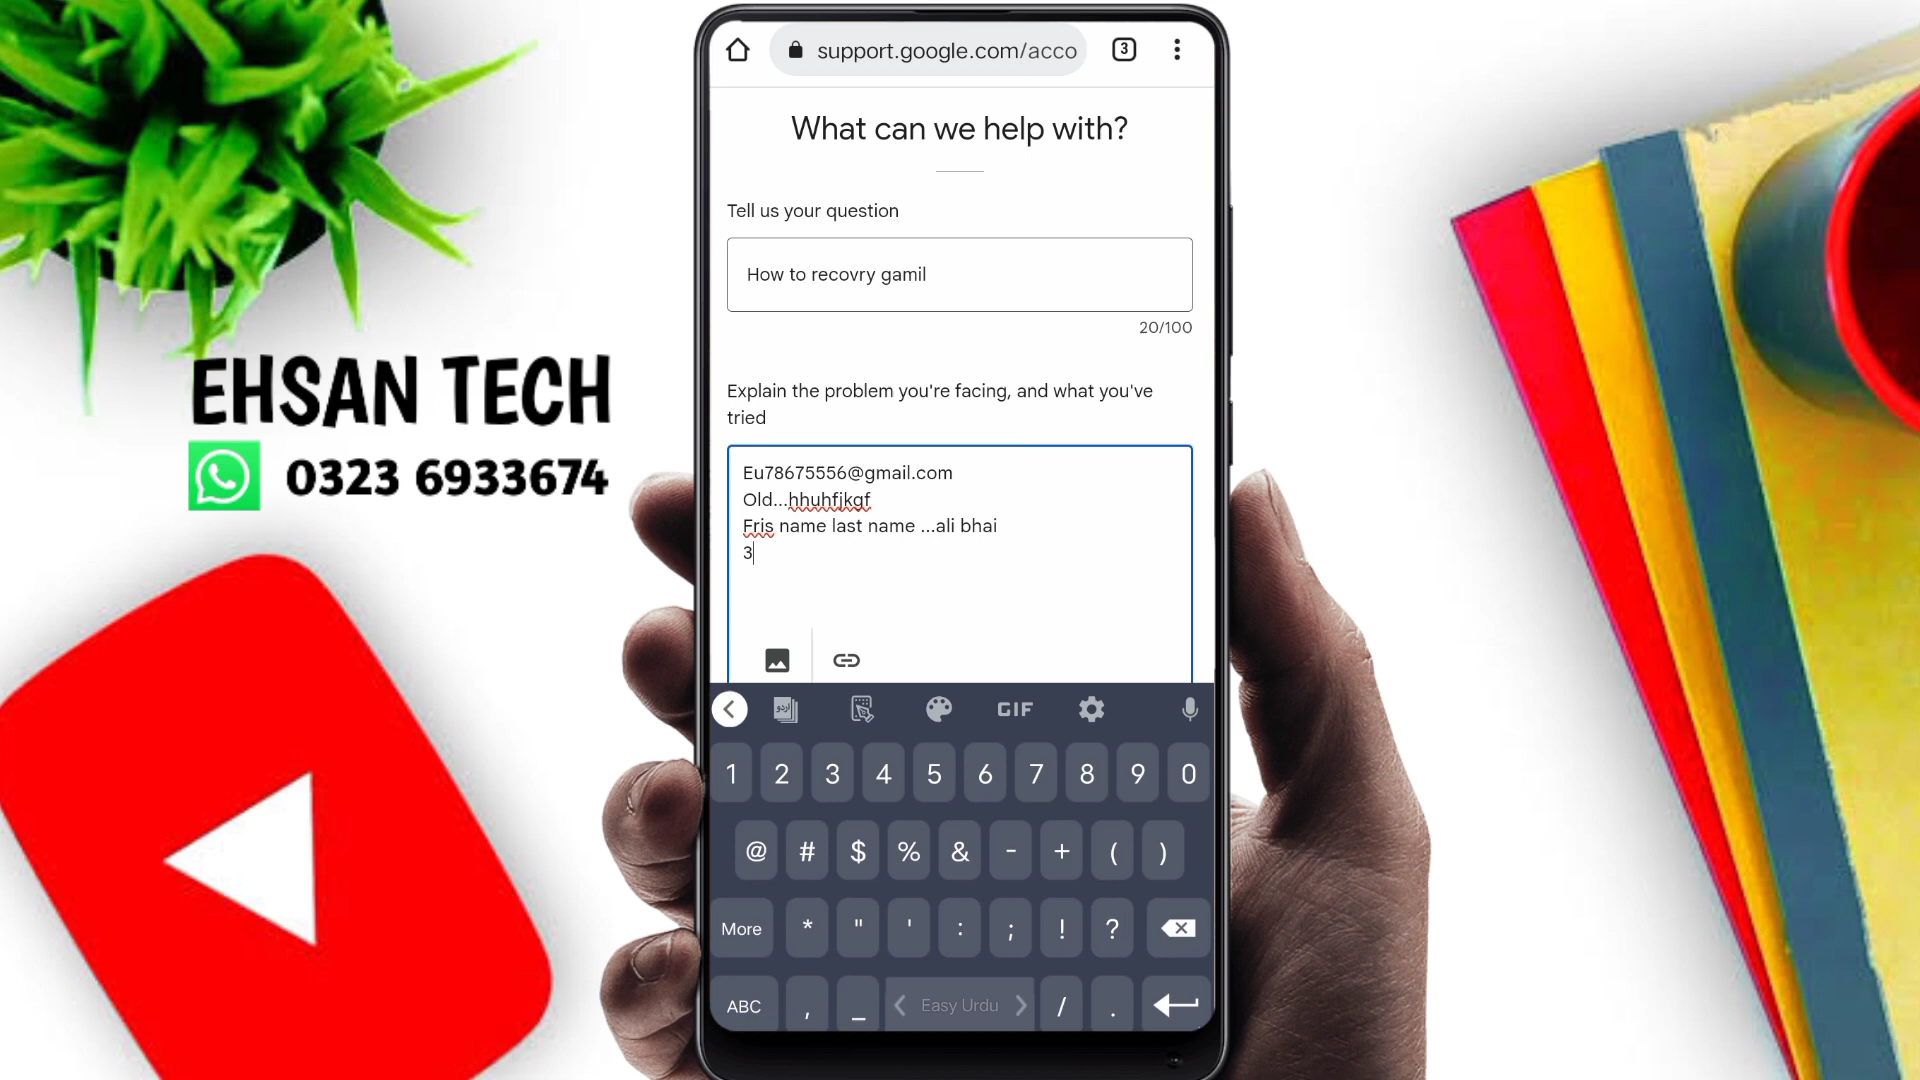 support.google.com/acco
3
What can we help with?
Tell us your question
How to recovry gamil
20/100
Explain the problem you're facing, and what you've
tried
EHSAN TECH
0323 6933674
Eu78675556@gmail.com
Old...hhuhfjkgf
Fris name last name ...ali bhai
3
اردو
GIF
1 2 3 4 5 6 7 8 9 0
@ # $ % & - + ( )
More * " ' : ; ! ?
ABC , _ Easy Urdu / .